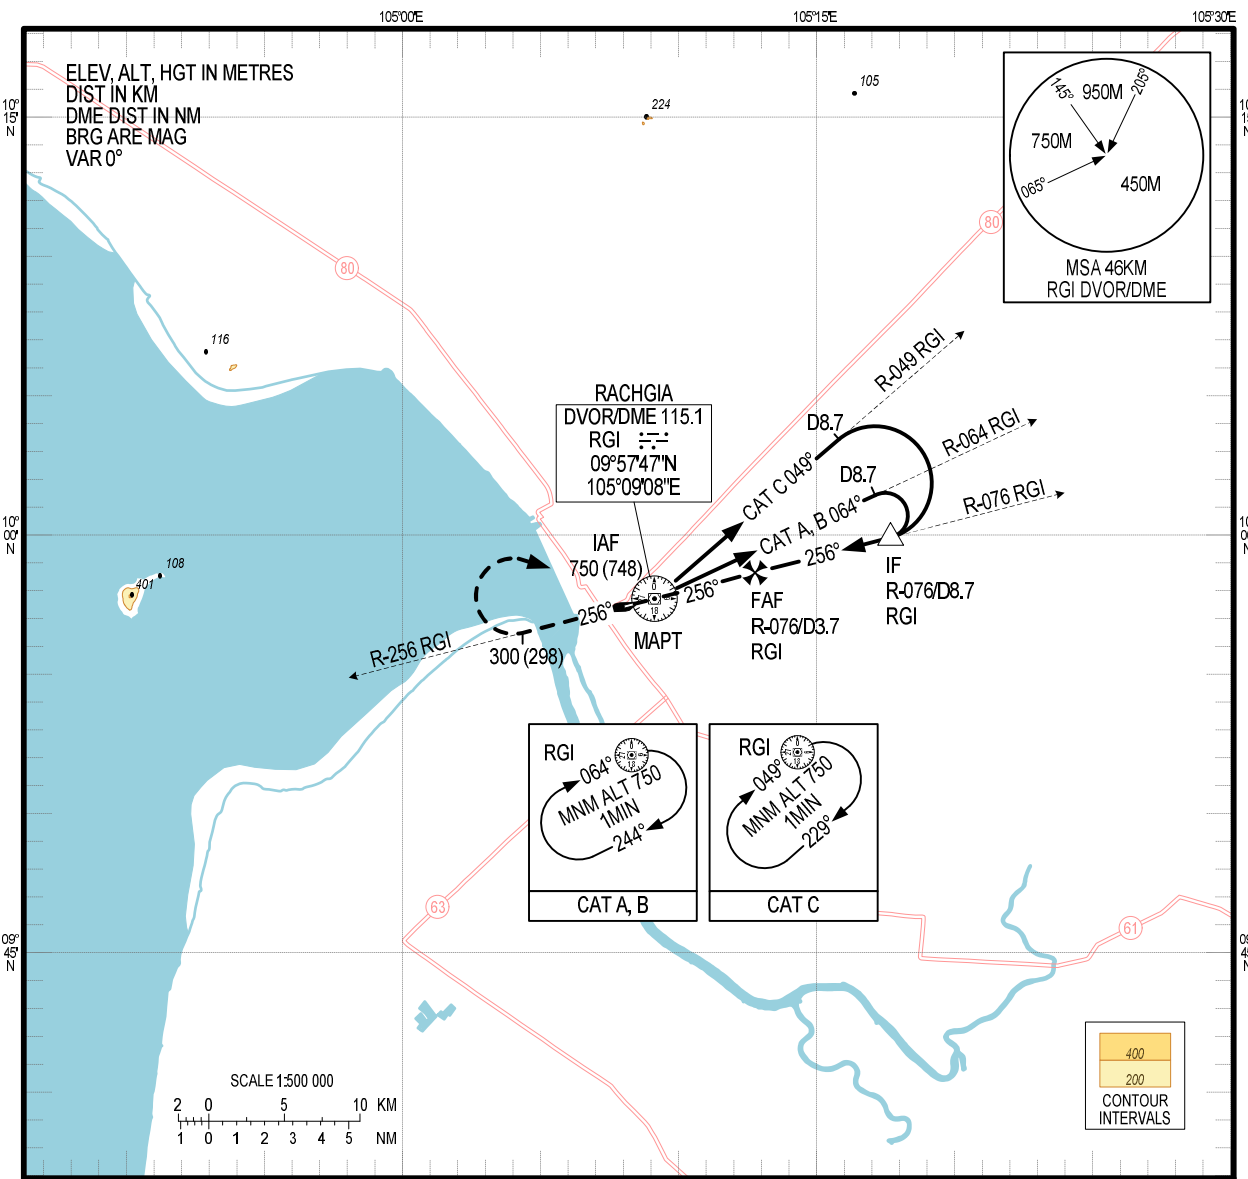 105°00'E
105°15'E
105°30'E
ELEV, ALT, HGT IN METRES
DIST IN KM
DME DIST IN NM
BRG ARE MAG
VAR 0°
10°
15'
N
10°
15'
N
224
105
145°
950M
205°
750M
065°
450M
MSA 46KM
RGI DVOR/DME
80
80
116
RACHGIA
DVOR/DME 115.1
RGI
09°57'47"N
105°09'08"E
R-049 RGI
D8.7
CAT C 049°
R-064 RGI
D8.7
CAT A, B 064°
R-076 RGI
10°
00'
N
10°
00'
N
IAF
750 (748)
256°
256°
256°
IF
R-076/D8.7
RGI
FAF
R-076/D3.7
RGI
MAPT
108
401
R-256 RGI
300 (298)
RGI
064°
MNM ALT 750
1MIN
244°
CAT A, B
RGI
049°
MNM ALT 750
1MIN
229°
CAT C
63
61
09°
45'
N
09°
45'
N
SCALE 1:500 000
2 0 5 10 KM
1 0 1 2 3 4 5 NM
400
200
CONTOUR
INTERVALS